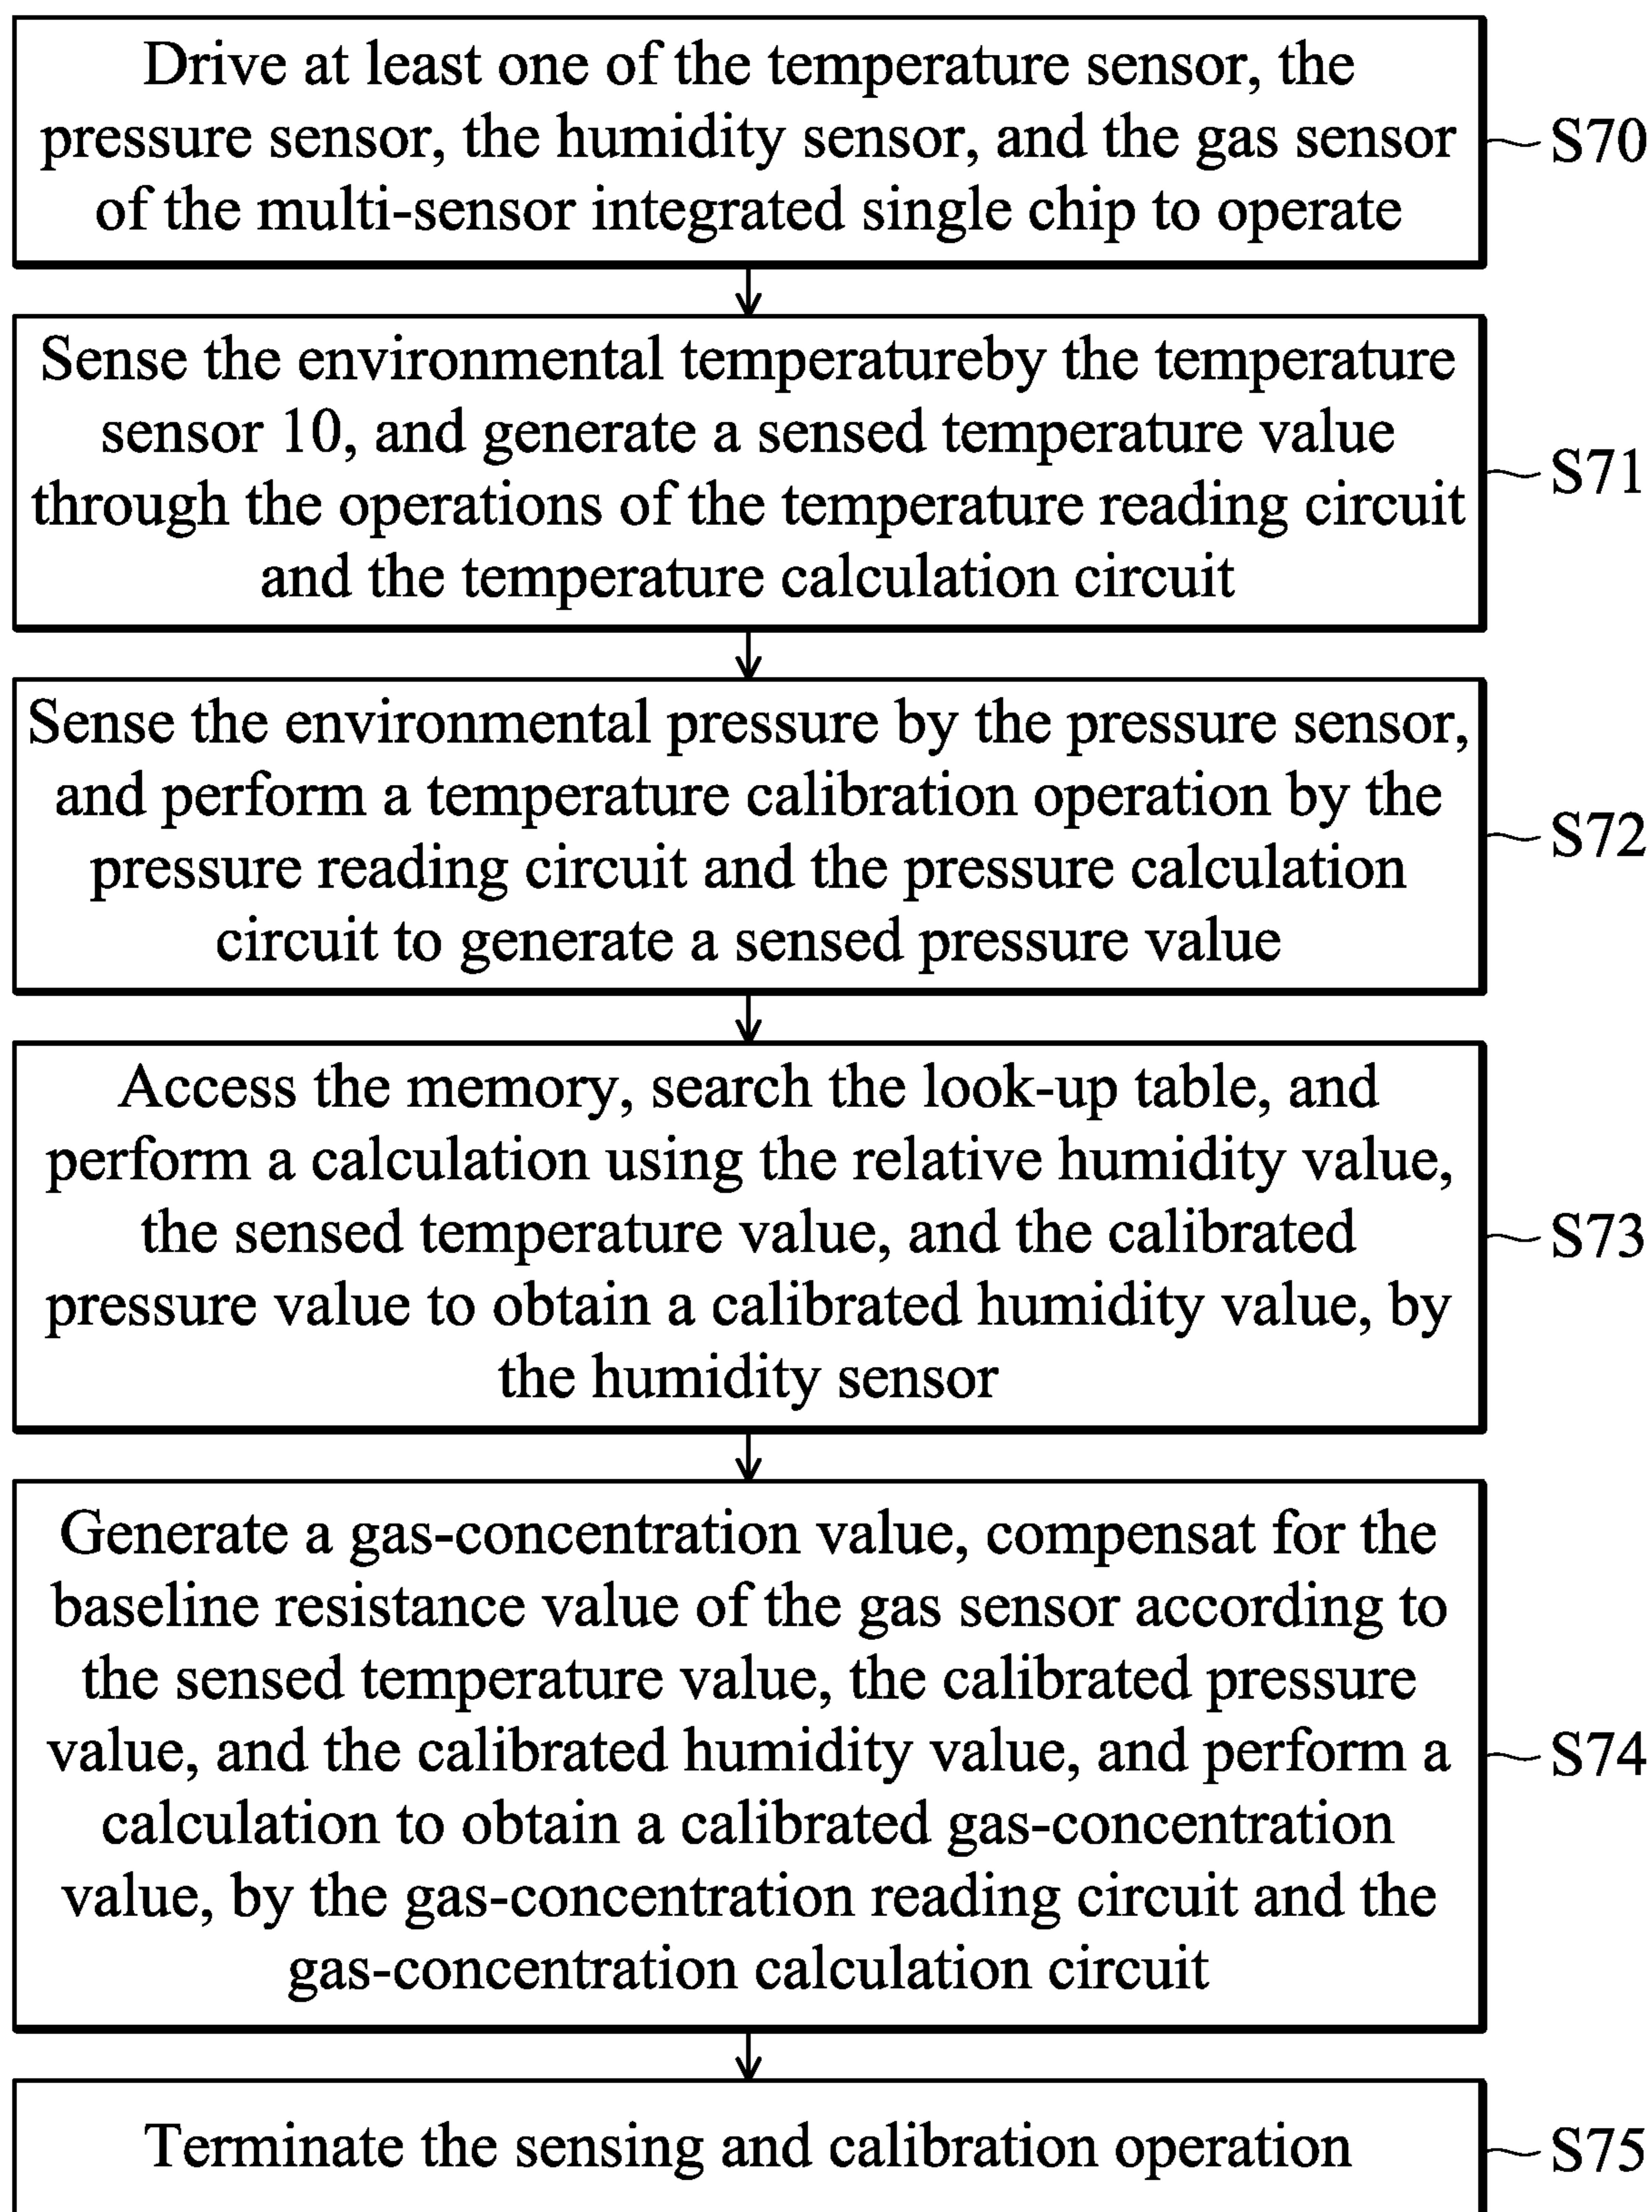 Drive at least one of the temperature sensor, the
pressure sensor, the humidity sensor, and the gas sensor
of the multi-sensor integrated single chip to operate
S70
Sense the environmental temperatureby the temperature
sensor 10, and generate a sensed temperature value
through the operations of the temperature reading circuit
and the temperature calculation circuit
S71
Sense the environmental pressure by the pressure sensor,
and perform a temperature calibration operation by the
pressure reading circuit and the pressure calculation
circuit to generate a sensed pressure value
S72
Access the memory, search the look-up table, and
perform a calculation using the relative humidity value,
the sensed temperature value, and the calibrated
pressure value to obtain a calibrated humidity value, by
the humidity sensor
S73
Generate a gas-concentration value, compensat for the
baseline resistance value of the gas sensor according to
the sensed temperature value, the calibrated pressure
value, and the calibrated humidity value, and perform a
calculation to obtain a calibrated gas-concentration
value, by the gas-concentration reading circuit and the
gas-concentration calculation circuit
S74
Terminate the sensing and calibration operation
S75